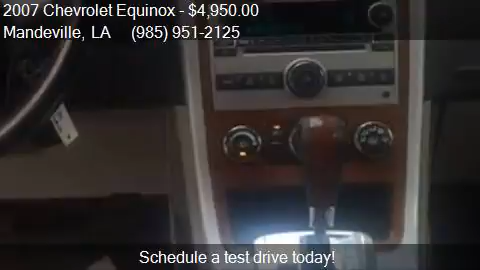 2007 Chevrolet Equinox - $4,950.00
Mandeville, LA (985) 951-2125
Schedule a test drive today!